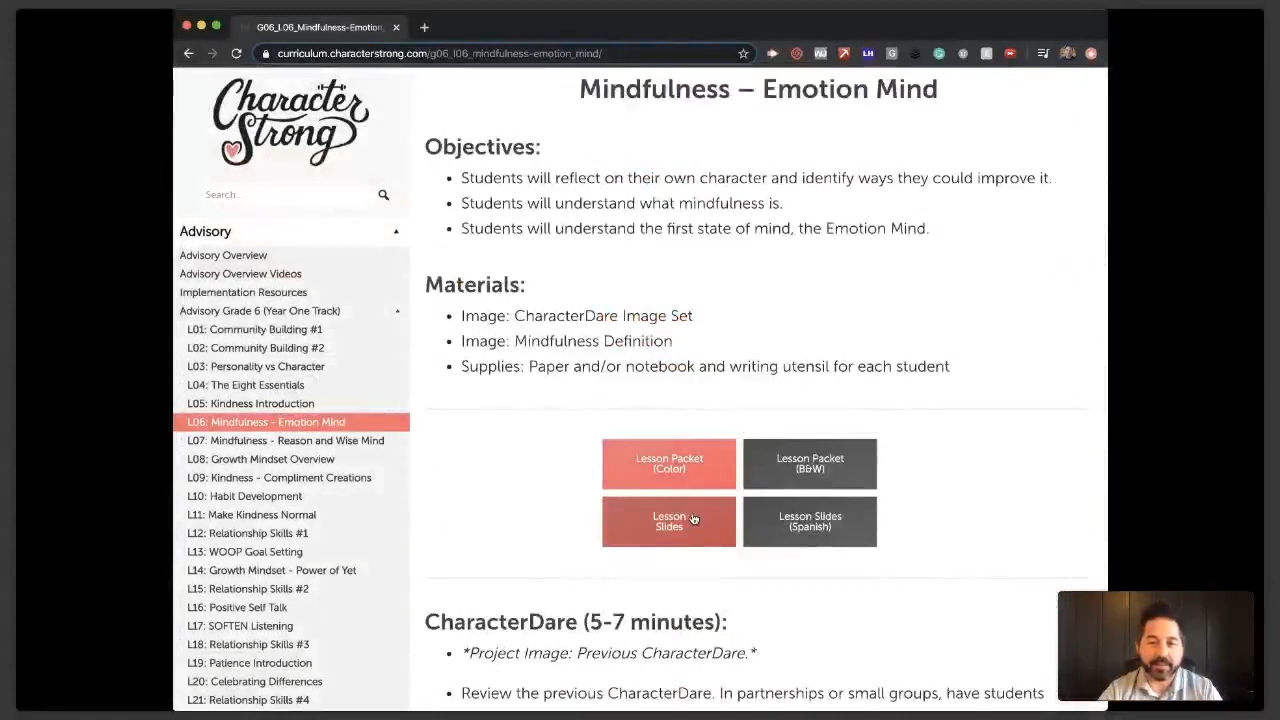 G06_L06_Mindfulness-Emotion
curriculum.characterstrong.com/g06_l06_mindfulness-emotion_mind/
Character
Strong
Search...
Advisory
Advisory Overview
Advisory Overview Videos
Implementation Resources
Advisory Grade 6 (Year One Track)
L01: Community Building #1
L02: Community Building #2
L03: Personality vs Character
L04: The Eight Essentials
L05: Kindness Introduction
L06: Mindfulness - Emotion Mind
L07: Mindfulness - Reason and Wise Mind
L08: Growth Mindset Overview
L09: Kindness - Compliment Creations
L10: Habit Development
L11: Make Kindness Normal
L12: Relationship Skills #1
L13: WOOP Goal Setting
L14: Growth Mindset - Power of Yet
L15: Relationship Skills #2
L16: Positive Self Talk
L17: SOFTEN Listening
L18: Relationship Skills #3
L19: Patience Introduction
L20: Celebrating Differences
L21: Relationship Skills #4
Mindfulness – Emotion Mind
Objectives:
Students will reflect on their own character and identify ways they could improve it.
Students will understand what mindfulness is.
Students will understand the first state of mind, the Emotion Mind.
Materials:
Image: CharacterDare Image Set
Image: Mindfulness Definition
Supplies: Paper and/or notebook and writing utensil for each student
Lesson Packet
(Color)
Lesson Packet
(B&W)
Lesson
Slides
Lesson Slides
(Spanish)
CharacterDare (5-7 minutes):
*Project Image: Previous CharacterDare.*
Review the previous CharacterDare. In partnerships or small groups, have students